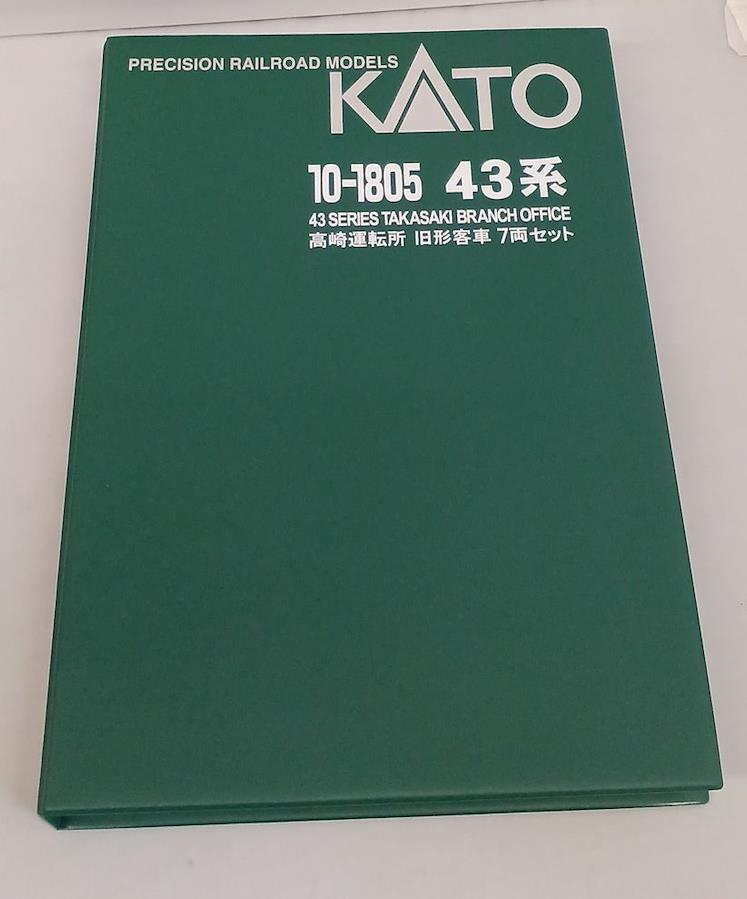 PRECISION RAILROAD MODELS
KATO
10-1805 43系
43 SERIES TAKASAKI BRANCH OFFICE
高崎運転所 旧形客車 7両セット